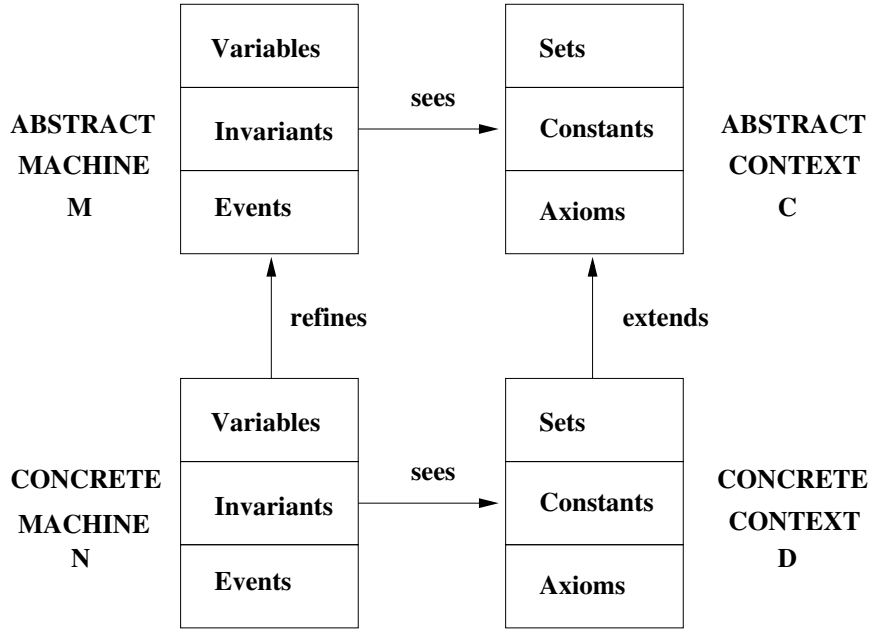 Variables
Sets
sees
ABSTRACT
MACHINE
M
Invariants
Constants
ABSTRACT
CONTEXT
C
Events
Axioms
refines
extends
Variables
Sets
sees
CONCRETE
MACHINE
N
Invariants
Constants
CONCRETE
CONTEXT
D
Events
Axioms